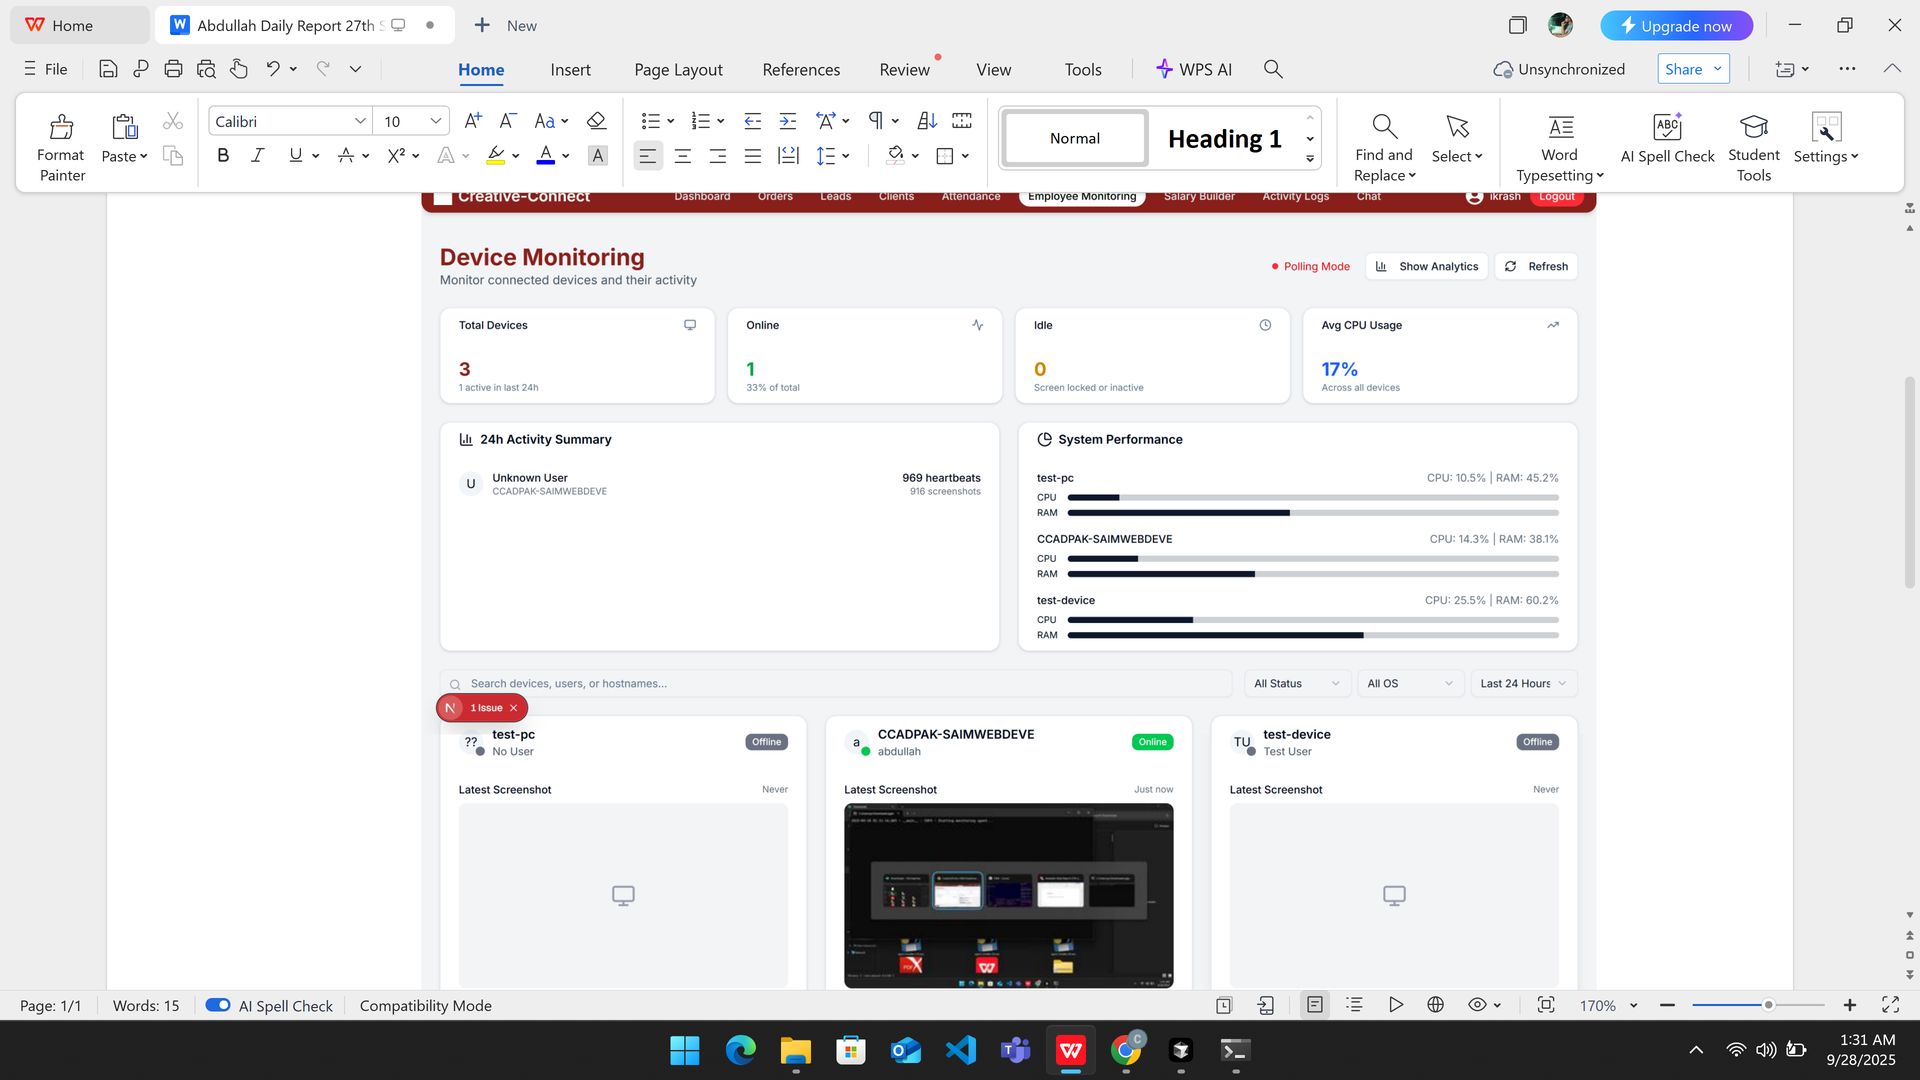 Home
Abdullah Daily Report 27th
New
Upgrade now
File
Home Insert Page Layout References Review View Tools WPS AI
Unsynchronized
Share
Format
Painter
Paste
Calibri
10
Normal
Heading 1
Find and
Replace
Select
Word
Typesetting
AI Spell Check
Student
Tools
Settings
Creative-Connect
Dashboard Orders Leads Clients Attendance Employee Monitoring Salary Builder Activity Logs Chat
Ikrash
Logout
Device Monitoring
Monitor connected devices and their activity
Polling Mode
Show Analytics
Refresh
Total Devices
3
1 active in last 24h
Online
1
33% of total
Idle
0
Screen locked or inactive
Avg CPU Usage
17%
Across all devices
24h Activity Summary
U
Unknown User
CCADPAK-SAIMWEBDEVE
969 heartbeats
916 screenshots
System Performance
test-pc
CPU: 10.5% | RAM: 45.2%
CPU
RAM
CCADPAK-SAIMWEBDEVE
CPU: 14.3% | RAM: 38.1%
CPU
RAM
test-device
CPU: 25.5% | RAM: 60.2%
CPU
RAM
Search devices, users, or hostnames...
All Status
All OS
Last 24 Hours
N
1 Issue
??
test-pc
No User
Offline
Latest Screenshot
Never
a
CCADPAK-SAIMWEBDEVE
abdullah
Online
Latest Screenshot
Just now
TU
test-device
Test User
Offline
Latest Screenshot
Never
Page: 1/1
Words: 15
AI Spell Check
Compatibility Mode
170%
1:31 AM
9/28/2025